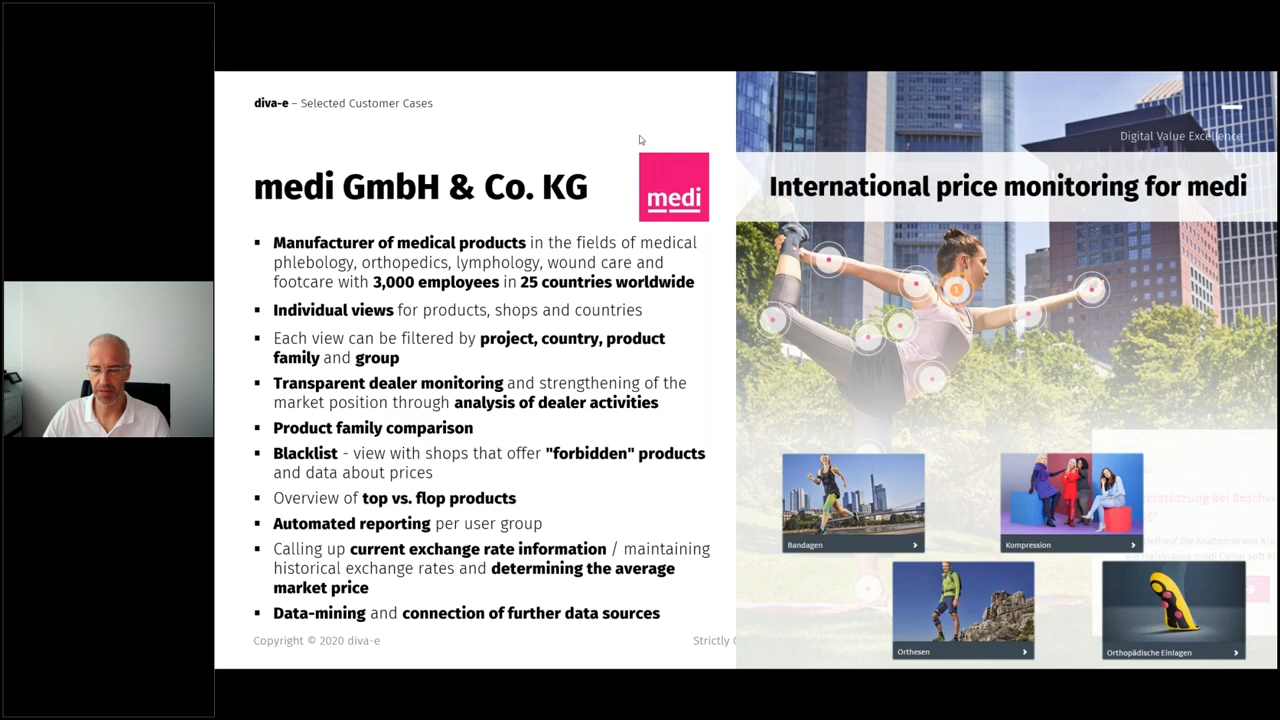 diva-e – Selected Customer Cases
Digital Value Excellence
medi GmbH & Co. KG
medi
International price monitoring for medi
▪ Manufacturer of medical products in the fields of medical
phlebology, orthopedics, lymphology, wound care and
footcare with 3,000 employees in 25 countries worldwide
▪ Individual views for products, shops and countries
▪ Each view can be filtered by project, country, product
family and group
▪ Transparent dealer monitoring and strengthening of the
market position through analysis of dealer activities
▪ Product family comparison
▪ Blacklist - view with shops that offer "forbidden" products
and data about prices
▪ Overview of top vs. flop products
▪ Automated reporting per user group
▪ Calling up current exchange rate information / maintaining
historical exchange rates and determining the average
market price
▪ Data-mining and connection of further data sources
Copyright © 2020 diva-e
Strictly
1
Bandagen
Kompression
Orthesen
Orthopädische Einlagen